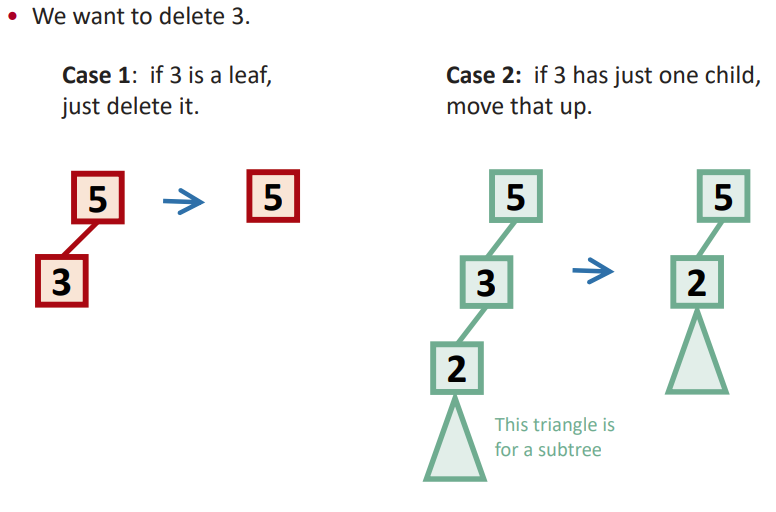 • We want to delete 3.
Case 1: if 3 is a leaf,
just delete it.
5
3
5
Case 2: if 3 has just one child,
move that up.
5
3
2
This triangle is
for a subtree
5
2